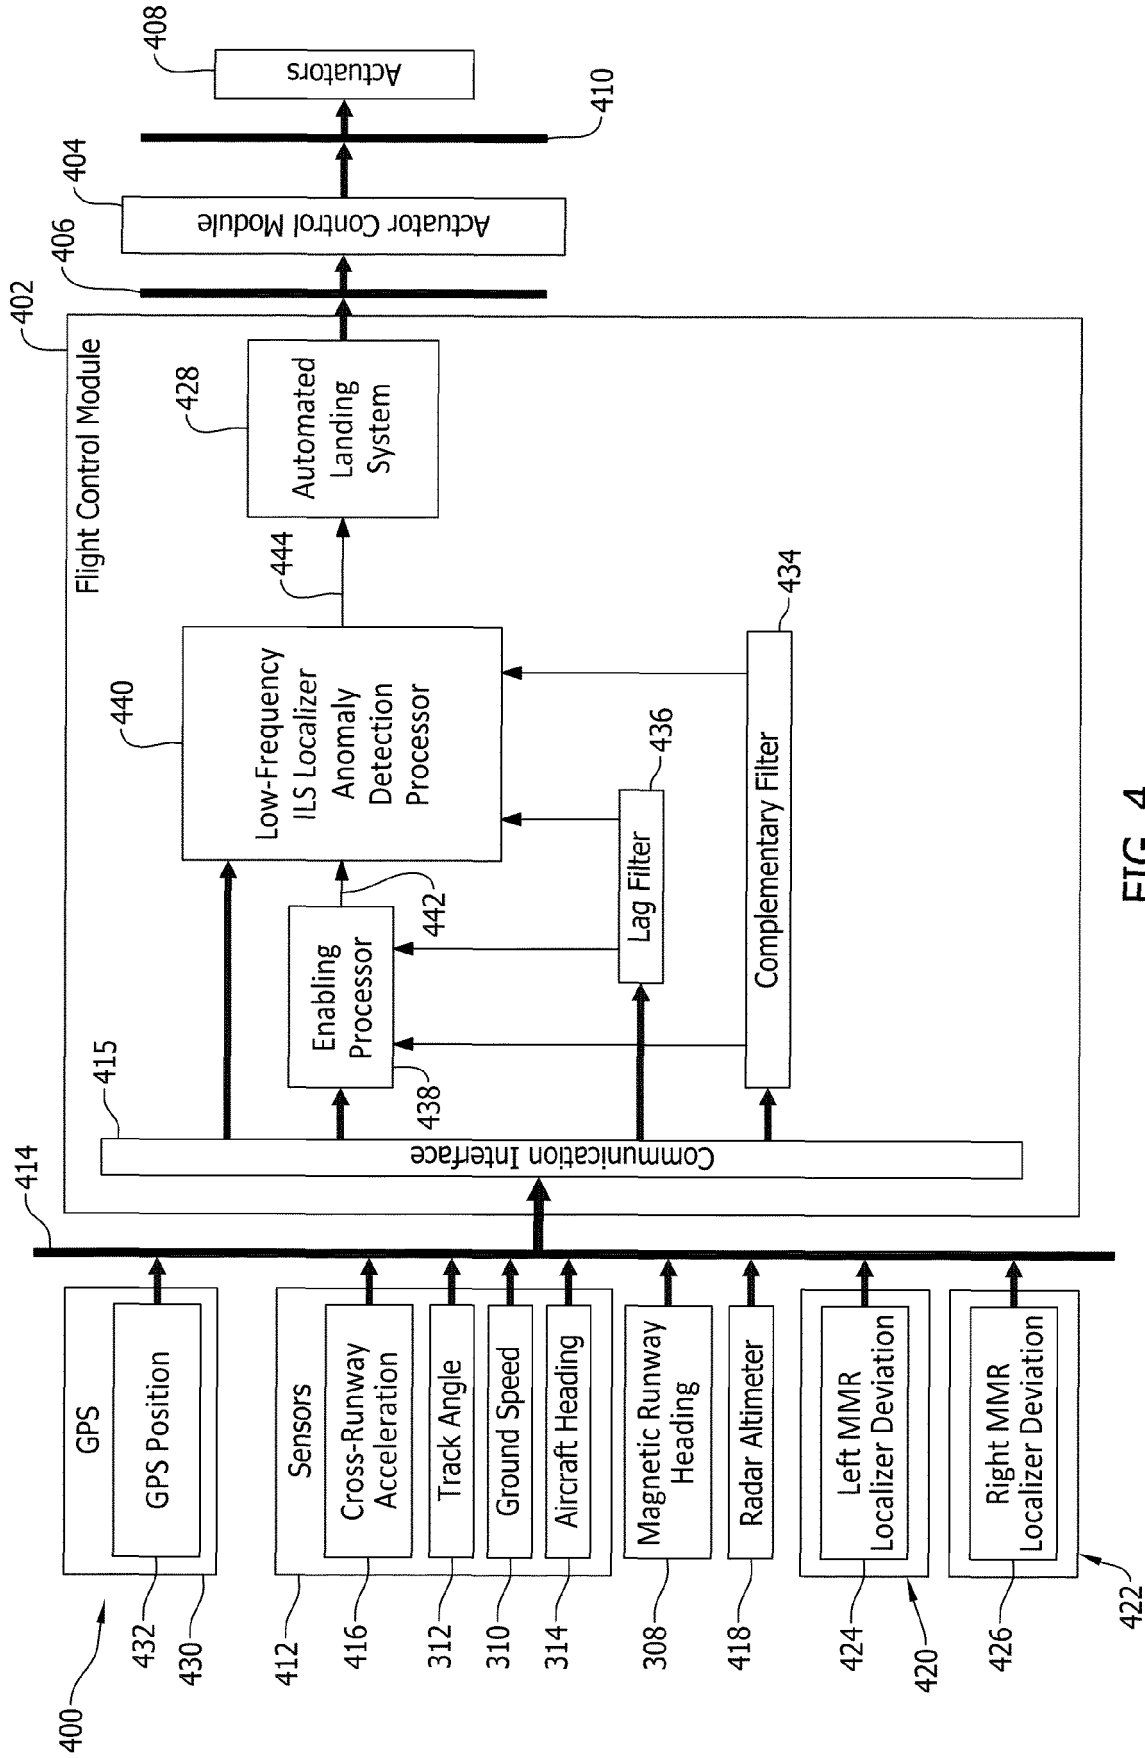 400
GPS
GPS Position
432
430
Sensors
412
Cross-Runway
Acceleration
416
Track Angle
312
Ground Speed
310
Aircraft Heading
314
Magnetic Runway
Heading
308
Radar Altimeter
418
Left MMR
Localizer Deviation
424
420
Right MMR
Localizer Deviation
426
422
414
Flight Control Module
402
415
Communication Interface
Enabling
Processor
438
442
Low-Frequency
ILS Localizer
Anomaly
Detection
Processor
440
Lag Filter
436
Complementary Filter
434
444
Automated
Landing
System
428
406
Actuator Control Module
404
410
Actuators
408
FIG. 4